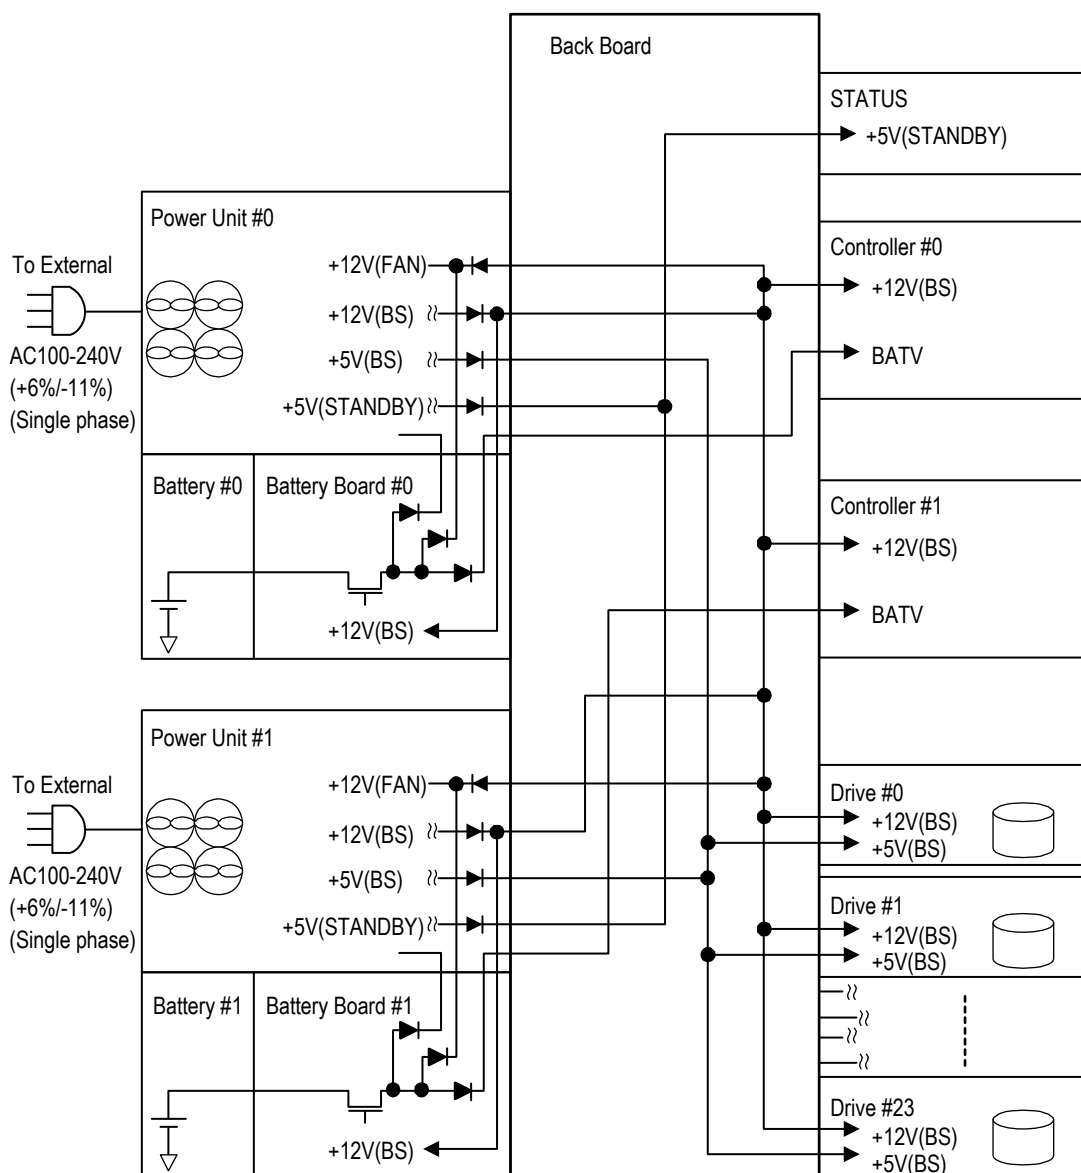 Back Board
STATUS
+5V(STANDBY)
Power Unit #0
To External
AC100-240V
(+6%/-11%)
(Single phase)
+12V(FAN)
+12V(BS)
+5V(BS)
+5V(STANDBY)
Controller #0
+12V(BS)
BATV
Battery #0
Battery Board #0
+12V(BS)
Controller #1
+12V(BS)
BATV
Power Unit #1
To External
AC100-240V
(+6%/-11%)
(Single phase)
+12V(FAN)
+12V(BS)
+5V(BS)
+5V(STANDBY)
Drive #0
+12V(BS)
+5V(BS)
Drive #1
+12V(BS)
+5V(BS)
Battery #1
Battery Board #1
+12V(BS)
Drive #23
+12V(BS)
+5V(BS)